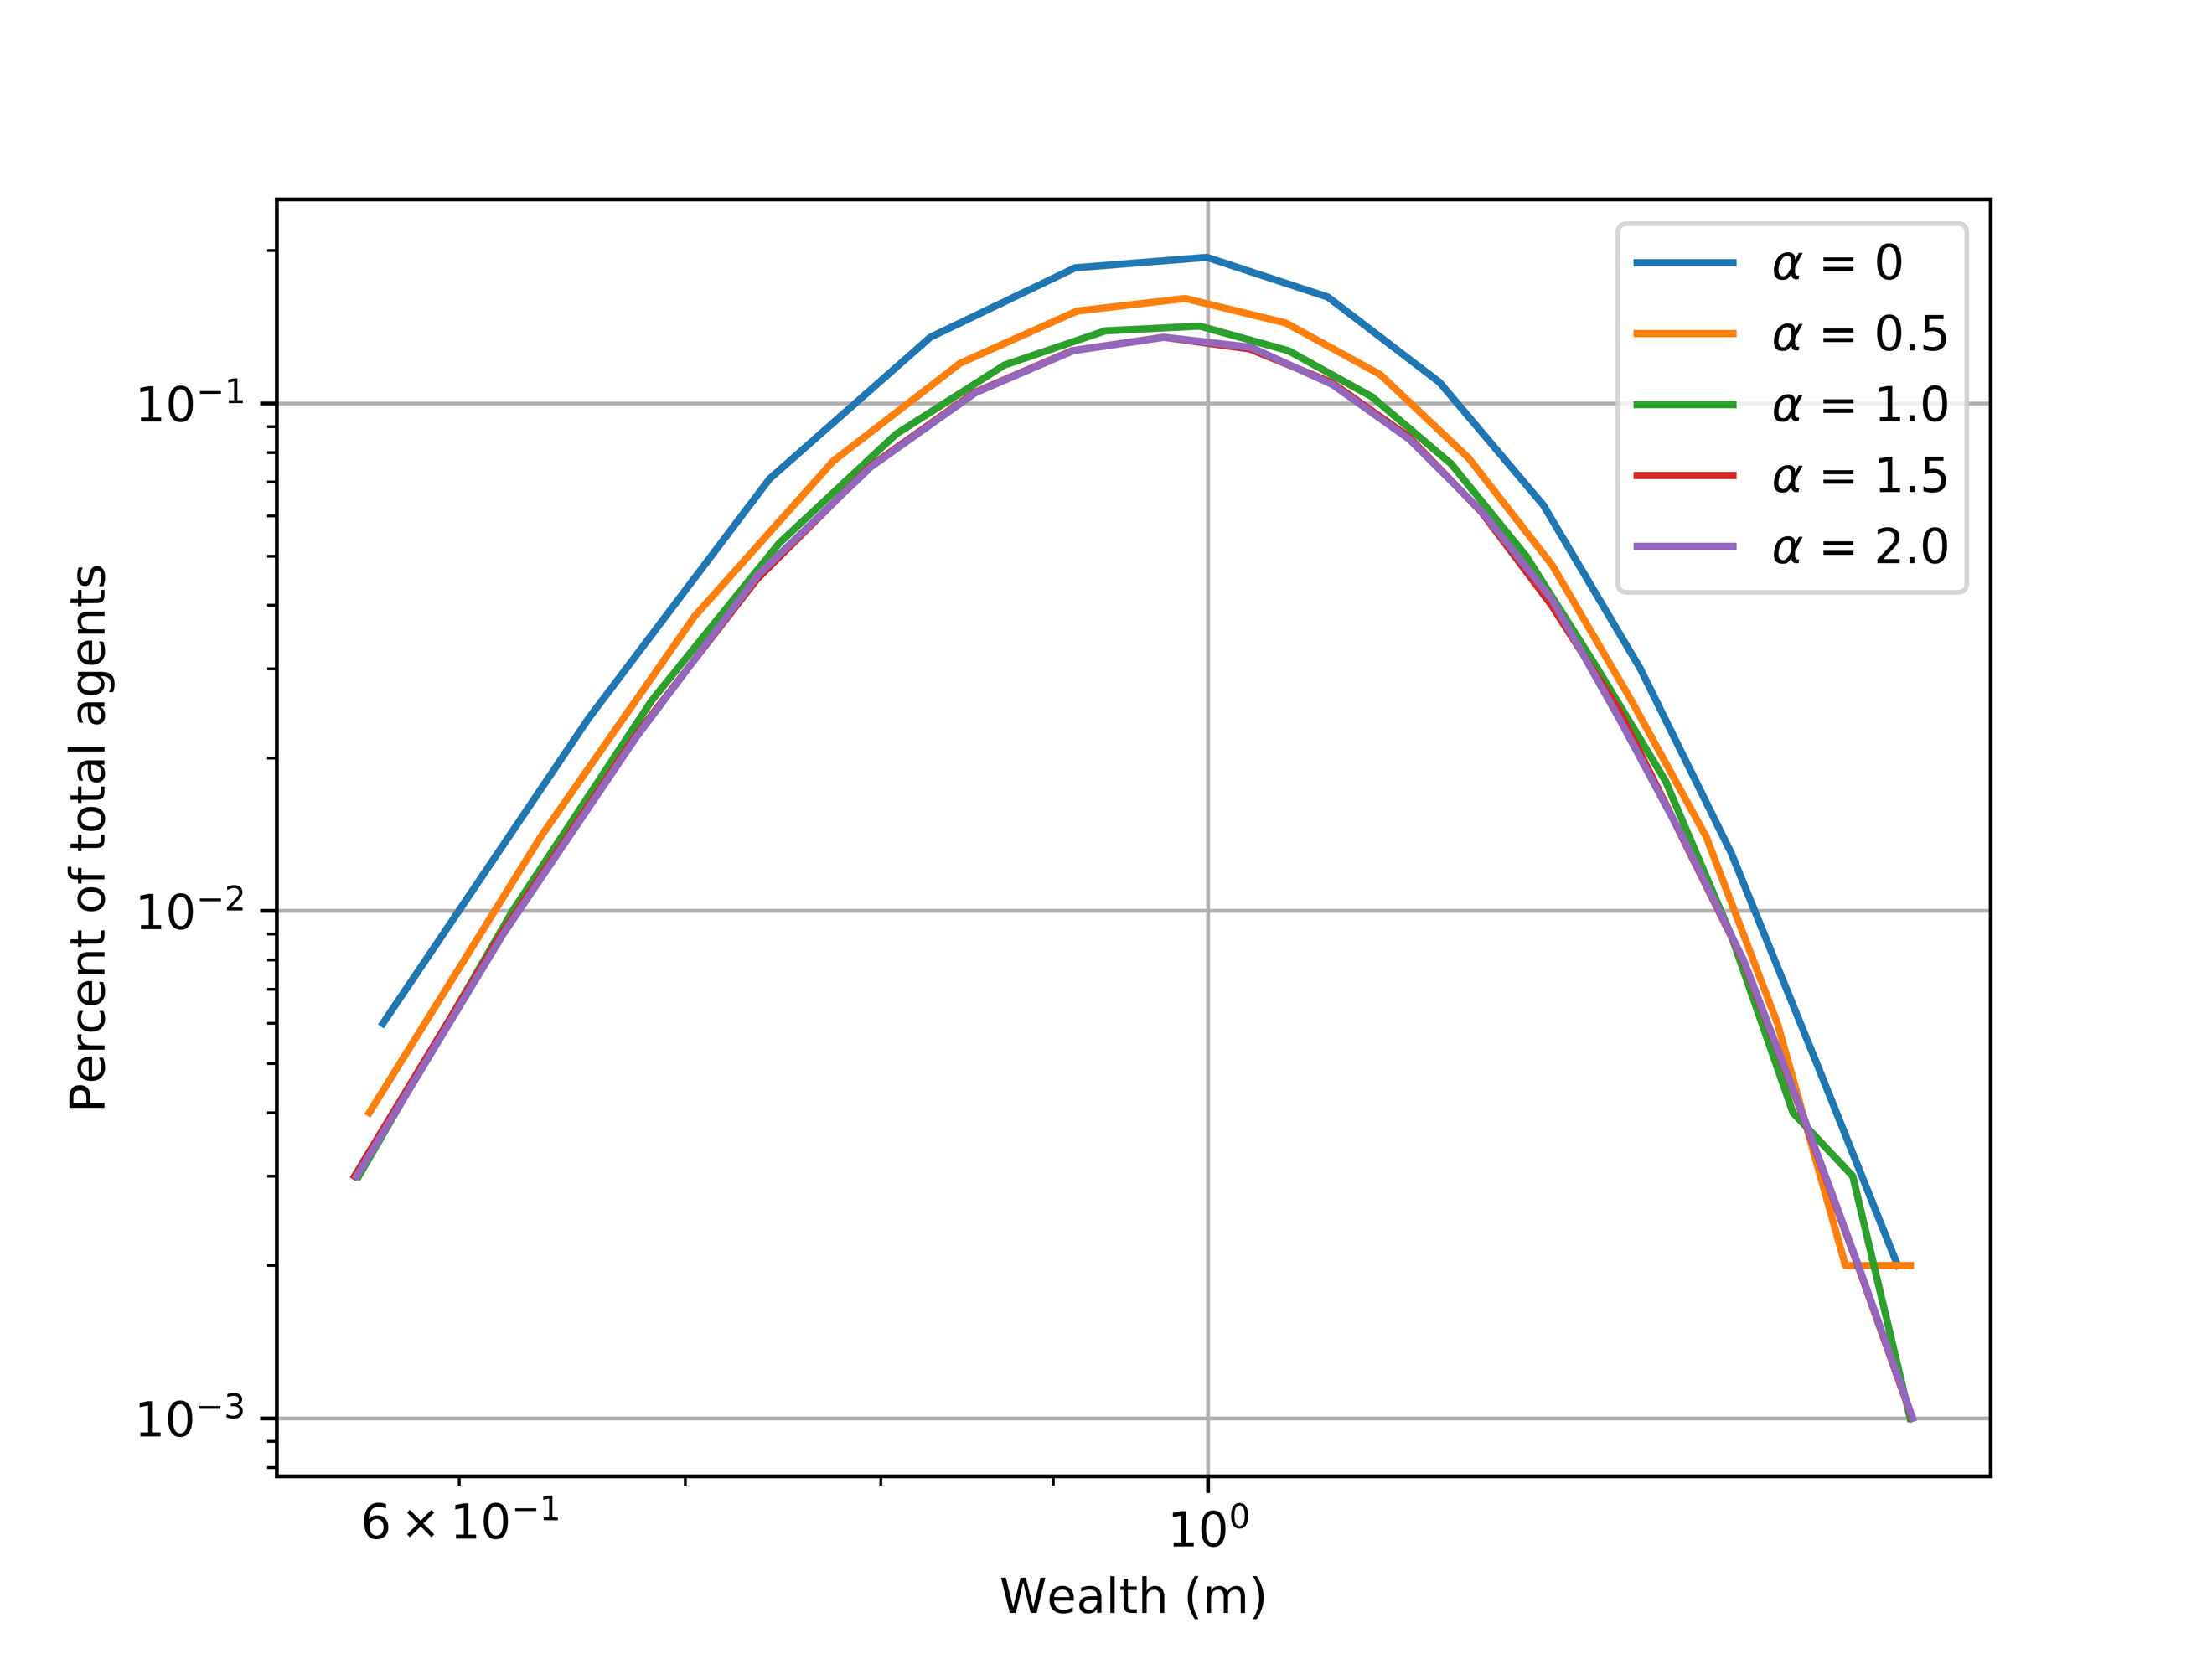 α = 0
α = 0.5
α = 1.0
α = 1.5
α = 2.0
Percent of total agents
10⁻¹
10⁻²
10⁻³
6 × 10⁻¹
10⁰
Wealth (m)